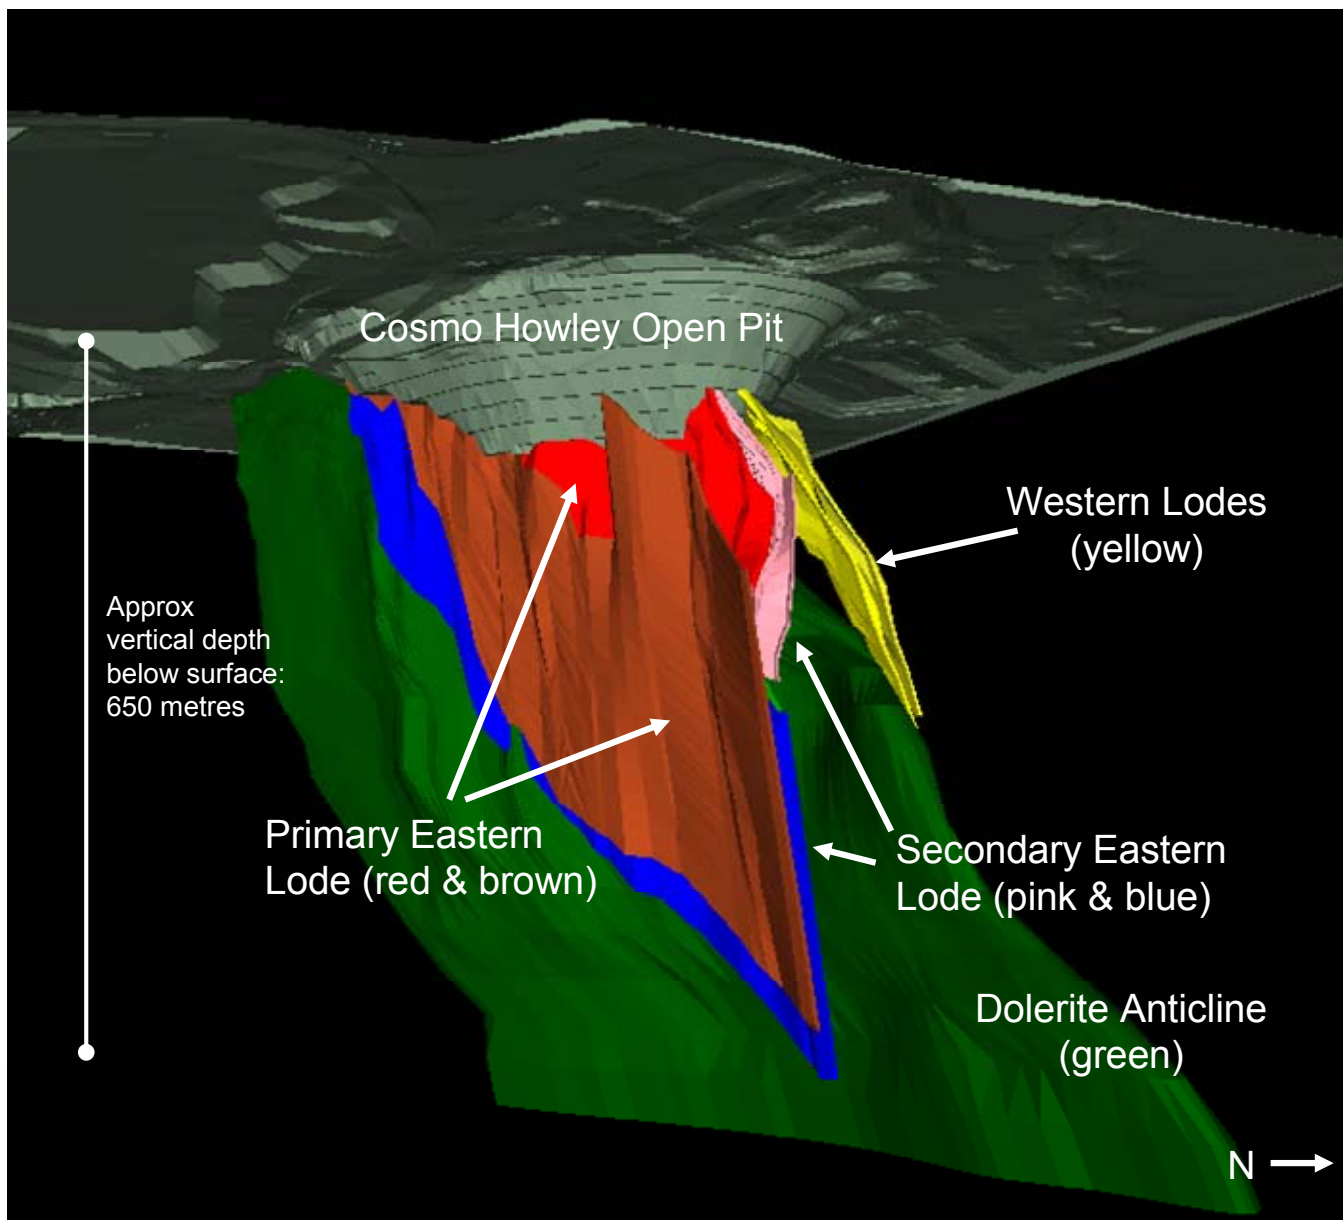 Cosmo Howley Open Pit
Western Lodes
(yellow)
Approx
vertical depth
below surface:
650 metres
Primary Eastern
Lode (red & brown)
Secondary Eastern
Lode (pink & blue)
Dolerite Anticline
(green)
N